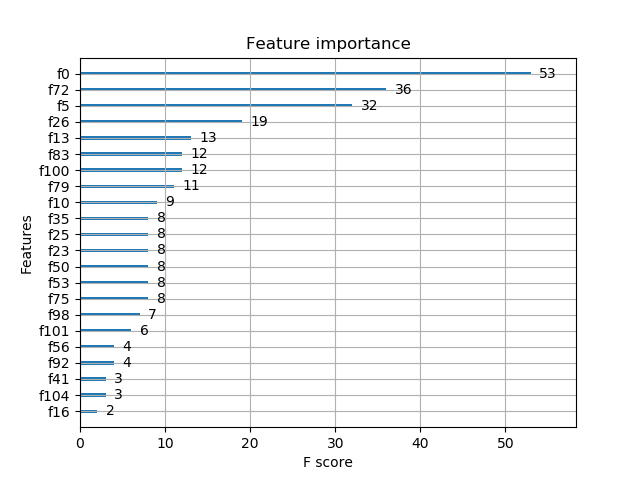 Feature importance
f0 53
f72 36
f5 32
f26 19
f13 13
f83 12
f100 12
f79 11
f10 9
f35 8
f25 8
f23 8
f50 8
f53 8
f75 8
f98 7
f101 6
f56 4
f92 4
f41 3
f104 3
f16 2
Features
0 10 20 30 40 50
F score